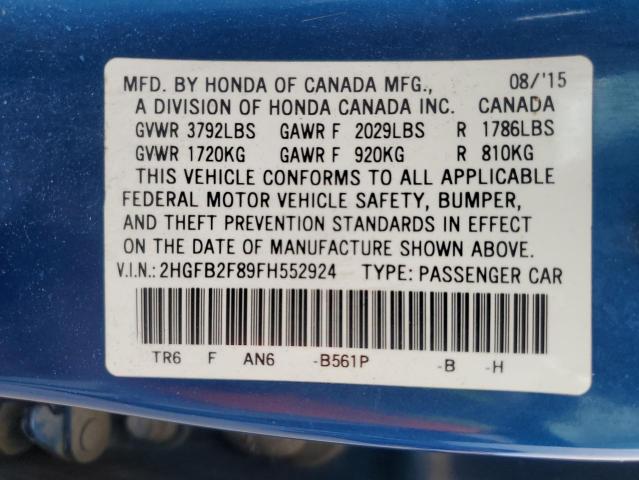 MFD. BY HONDA OF CANADA MFG., 08/'15
A DIVISION OF HONDA CANADA INC. CANADA
GVWR 3792LBS GAWR F 2029LBS R 1786LBS
GVWR 1720KG GAWR F 920KG R 810KG
THIS VEHICLE CONFORMS TO ALL APPLICABLE
FEDERAL MOTOR VEHICLE SAFETY, BUMPER,
AND THEFT PREVENTION STANDARDS IN EFFECT
ON THE DATE OF MANUFACTURE SHOWN ABOVE.
V.I.N.: 2HGFB2F89FH552924 TYPE: PASSENGER CAR
TR6 F AN6 -B561P -B -H